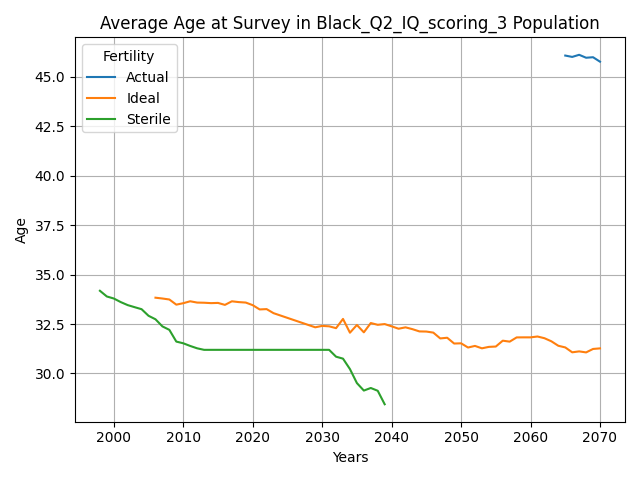 Average Age at Survey in Black_Q2_IQ_scoring_3 Population
Fertility
Actual
Ideal
Sterile
45.0
42.5
40.0
37.5
35.0
32.5
30.0
Age
2000 2010 2020 2030 2040 2050 2060 2070
Years